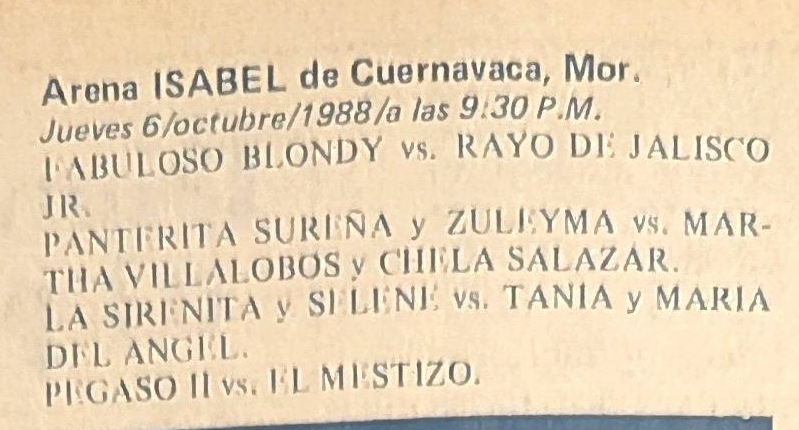 Arena ISABEL de Cuernavaca, Mor.
Jueves 6/octubre/1988/a las 9:30 P.M.
FABULOSO BLONDY vs. RAYO DE JALISCO
JR.
PANTERITA SUREÑA y ZULEYMA vs. MAR-
THA VILLALOBOS y CHELA SALAZAR.
LA SIRENITA y SELENE vs. TANIA y MARIA
DEL ANGEL.
PEGASO II vs. EL MESTIZO.